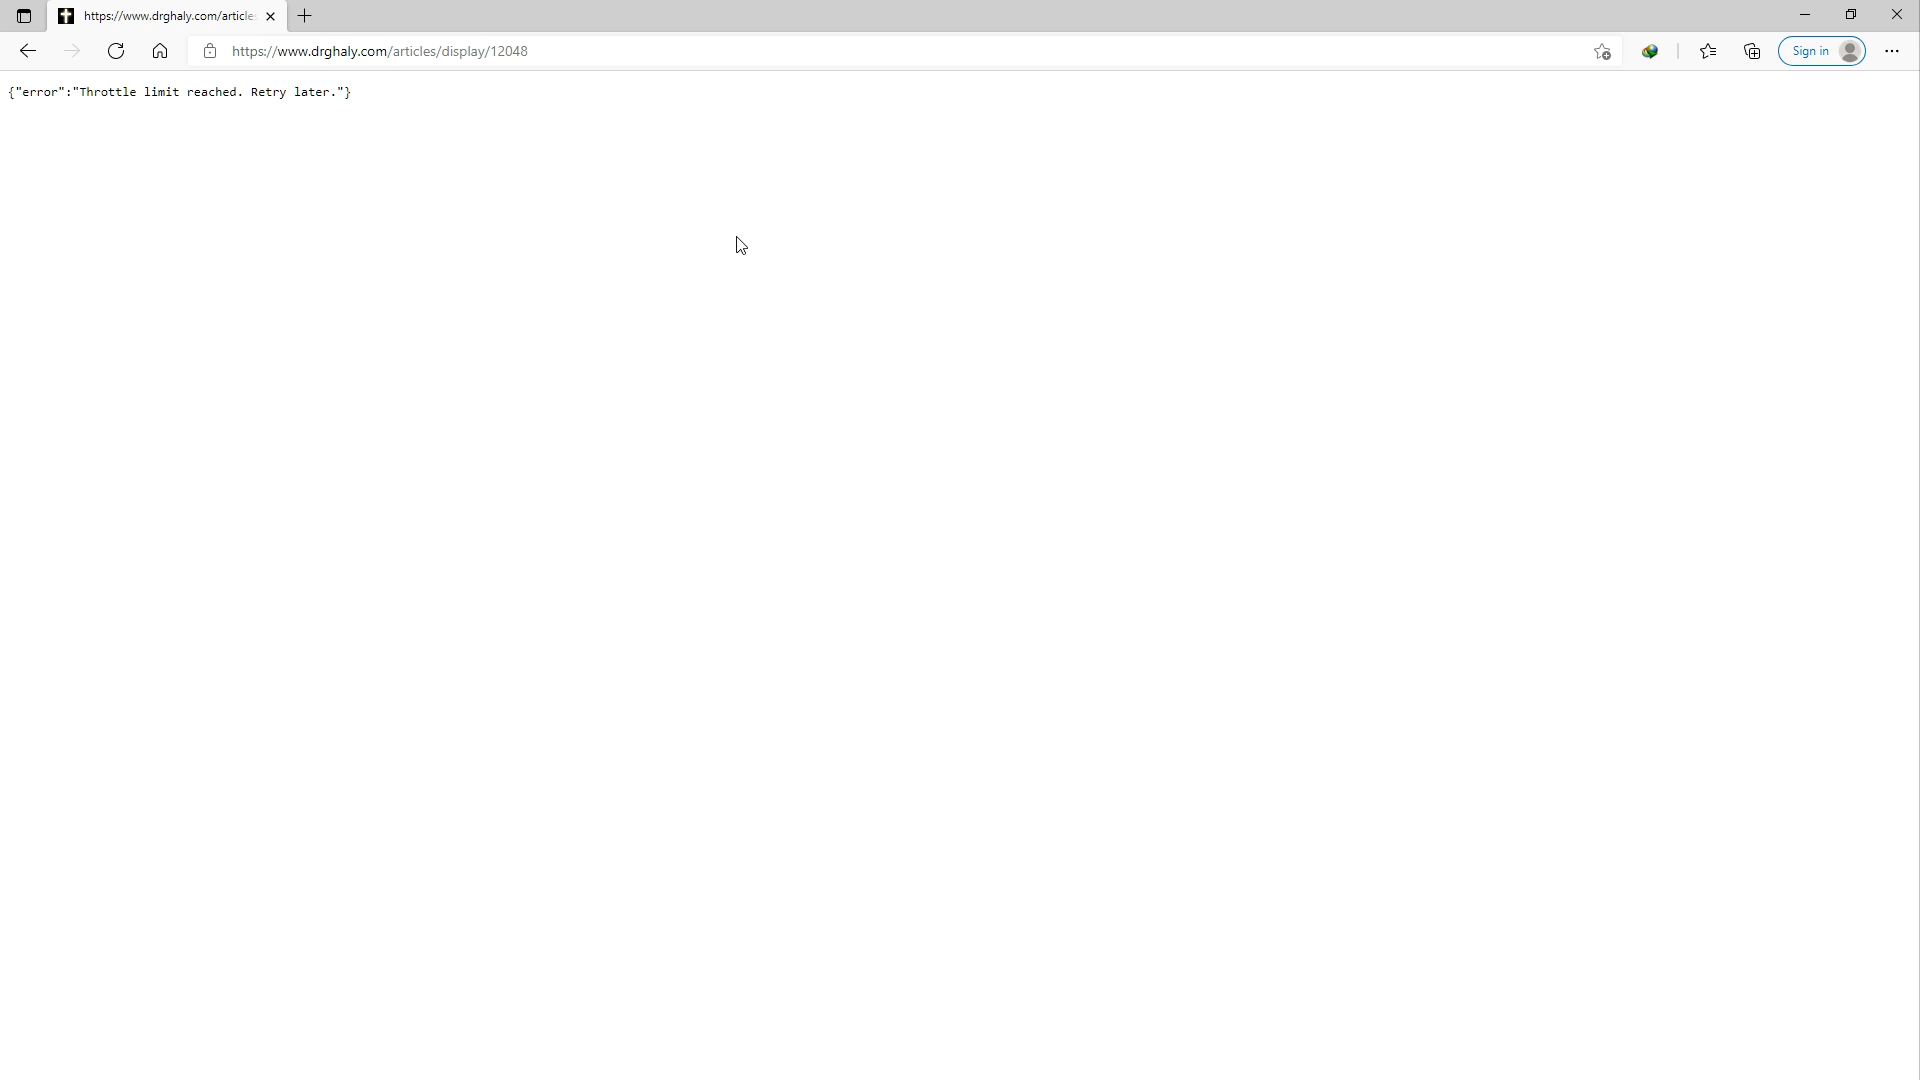 https://www.drghaly.com/article
https://www.drghaly.com/articles/display/12048
Sign in
{"error":"Throttle limit reached. Retry later."}